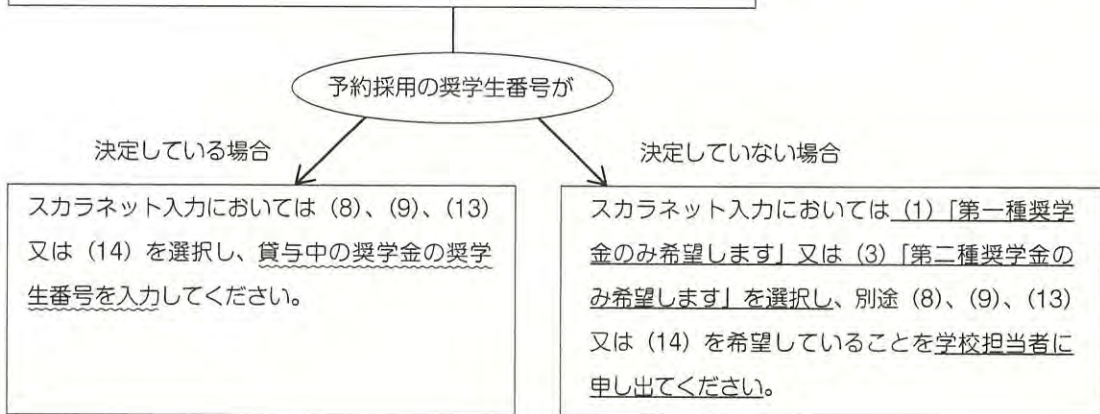 予約採用の奨学生番号が
決定している場合
決定していない場合
スカラネット入力においては（8）、（9）、（13）
又は（14）を選択し、貸与中の奨学金の奨学
生番号を入力してください。
スカラネット入力においては（1）「第一種奨学
金のみ希望します」又は（3）「第二種奨学金の
み希望します」を選択し、別途（8）、（9）、（13）
又は（14）を希望していることを学校担当者に
申し出てください。